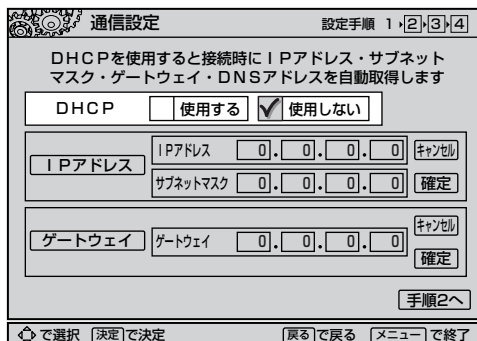 通信設定 設定手順 1▸2▸3▸4
DHCPを使用すると接続時にIPアドレス・サブネット
マスク・ゲートウェイ・DNSアドレスを自動取得します
DHCP 使用する ✓ 使用しない
IPアドレス
IPアドレス 0. 0. 0. 0 キャンセル
サブネットマスク 0. 0. 0. 0 確定
ゲートウェイ
ゲートウェイ 0. 0. 0. 0 キャンセル
確定
手順2へ
で選択 決定で決定 戻るで戻る メニューで終了